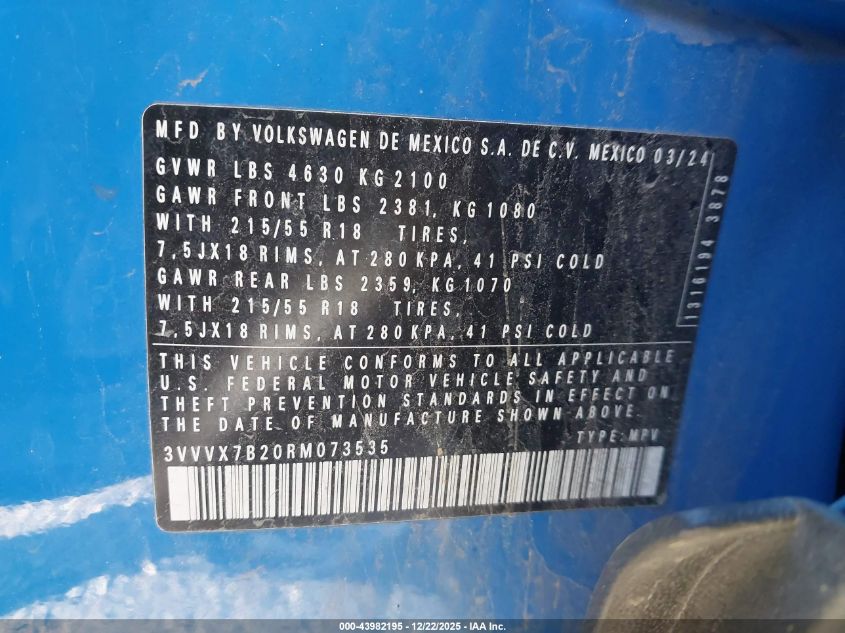 MFD BY VOLKSWAGEN DE MEXICO S.A. DE C.V. MEXICO 03/24
GVWR LBS 4630 KG 2100
GAWR FRONT LBS 2381, KG 1080
WITH 215/55 R18 TIRES,
7,5JX18 RIMS, AT 280 KPA, 41 PSI COLD
GAWR REAR LBS 2359, KG 1070
WITH 215/55 R18 TIRES,
7,5JX18 RIMS, AT 280 KPA, 41 PSI COLD
1316194 3878
THIS VEHICLE CONFORMS TO ALL APPLICABLE
U.S. FEDERAL MOTOR VEHICLE SAFETY AND
THEFT PREVENTION STANDARDS IN EFFECT ON
THE DATE OF MANUFACTURE SHOWN ABOVE.
3VVVX7B20RM073535 TYPE: MPV
000-43982195 - 12/22/2025 - IAA Inc.